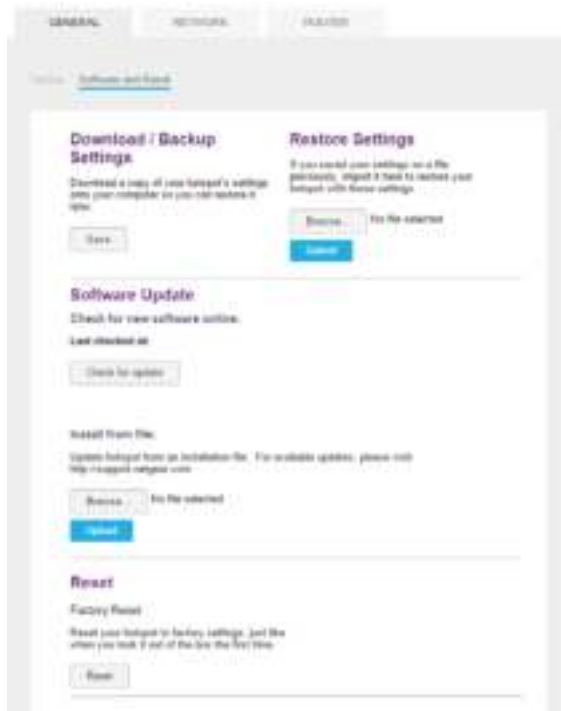 GENERAL NETWORK ROUTER
Software and Reset
Download / Backup
Settings
Download a copy of your hotspot's settings
onto your computer so you can restore it
later.
Save
Restore Settings
If you saved your settings on a file
previously, import it here to restore your
hotspot with those settings.
Browse... No file selected
Submit
Software Update
Check for new software online.
Last checked at:
Check for update
Install from file:
Update hotspot from an installation file. For available updates, please visit
http://support.netgear.com
Browse... No file selected
Upload
Reset
Factory Reset
Reset your hotspot to factory settings, just like
when you took it out of the box the first time.
Reset